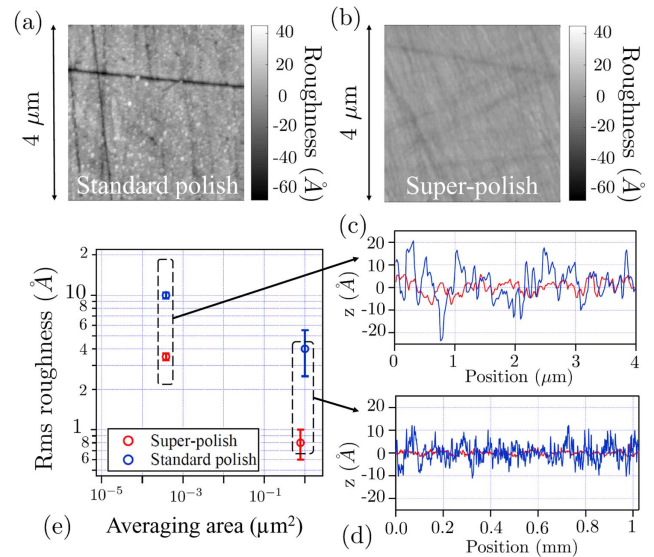 (a)
4 μm
Standard polish
40
20
0
-20
-40
-60
Roughness (Å)
(b)
4 μm
Super-polish
40
20
0
-20
-40
-60
Roughness (Å)
(c)
20
10
0
-10
-20
z (Å)
0
1
2
3
4
Position (μm)
Rms roughness (Å)
2
10
8
6
4
2
1
8
6
10⁻⁵
10⁻³
10⁻¹
Averaging area (μm²)
Super-polish
Standard polish
(e)
20
10
0
-10
-20
z (Å)
0.0
0.2
0.4
0.6
0.8
1
Position (mm)
(d)